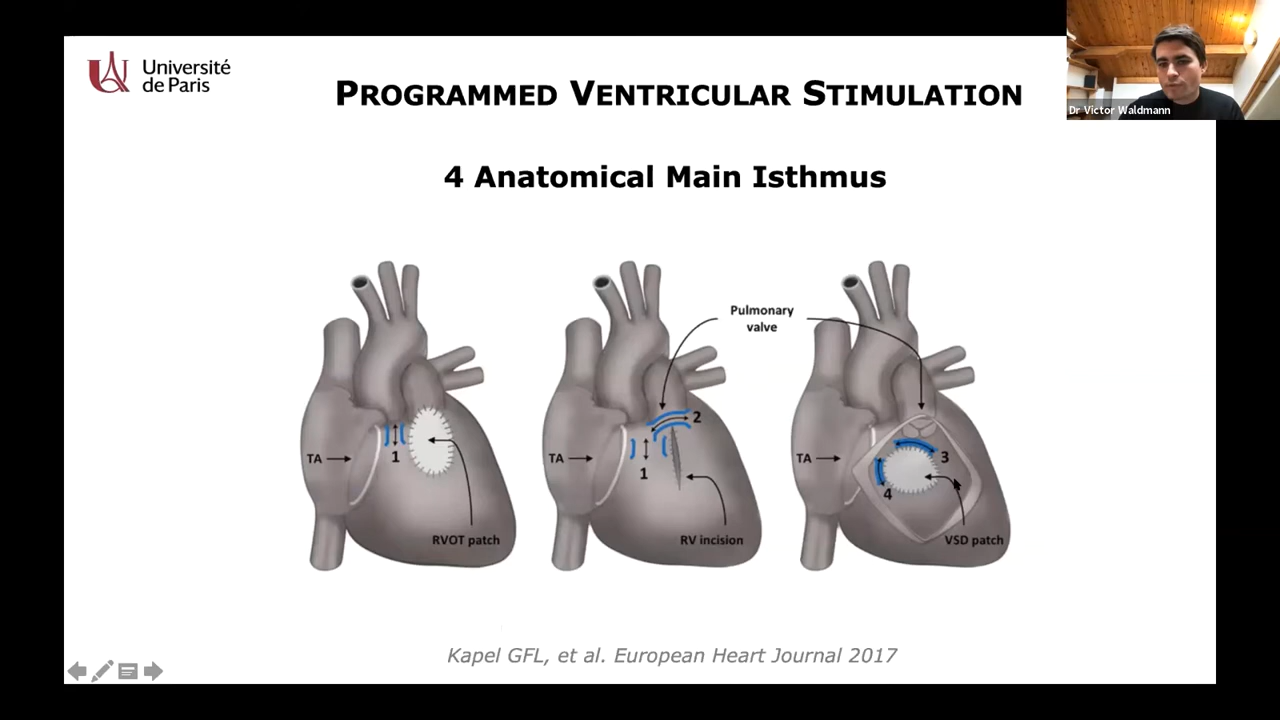 Université
de Paris
PROGRAMMED VENTRICULAR STIMULATION
Dr Victor Waldmann
4 Anatomical Main Isthmus
TA
1
RVOT patch
Pulmonary
valve
TA
1
2
RV incision
TA
3
4
VSD patch
Kapel GFL, et al. European Heart Journal 2017